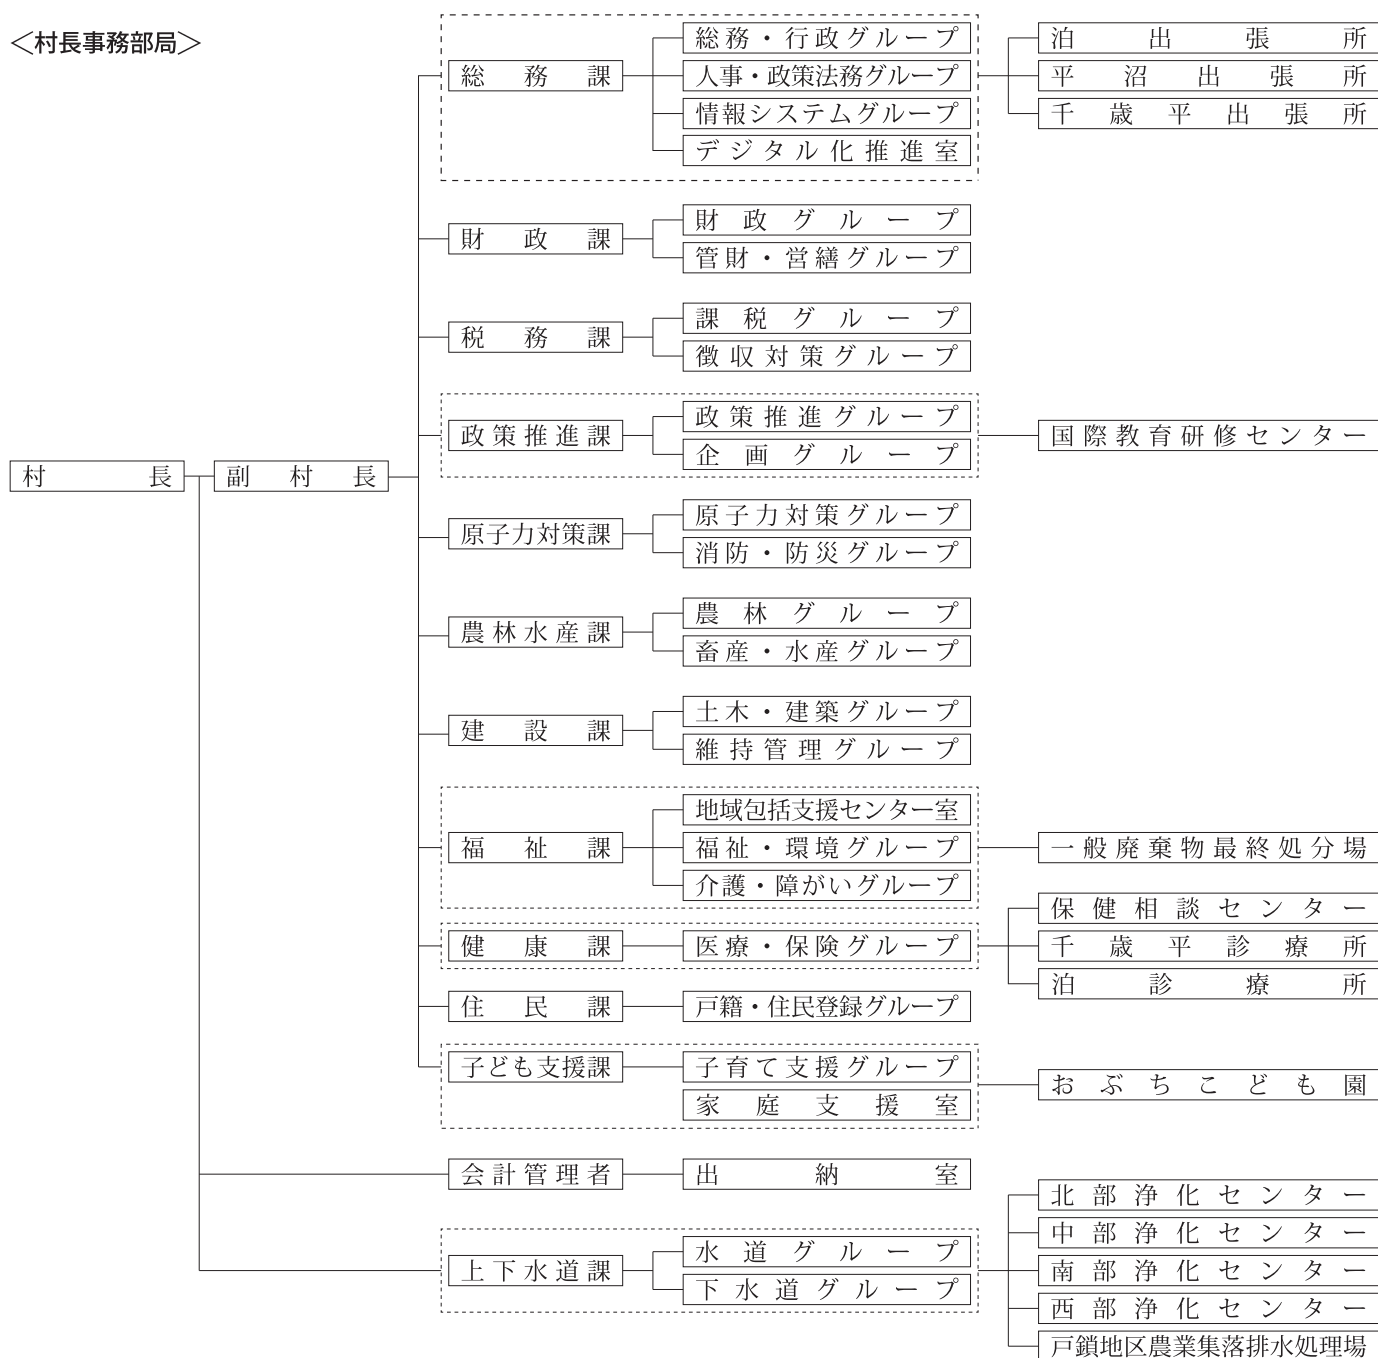 ＜村長事務部局＞
村長
副村長
総務課
総務・行政グループ
人事・政策法務グループ
情報システムグループ
デジタル化推進室
泊出張所
平沼出張所
千歳平出張所
財政課
財政グループ
管財・営繕グループ
税務課
課税グループ
徴収対策グループ
政策推進課
政策推進グループ
企画グループ
国際教育研修センター
原子力対策課
原子力対策グループ
消防・防災グループ
農林水産課
農林グループ
畜産・水産グループ
建設課
土木・建築グループ
維持管理グループ
福祉課
地域包括支援センター室
福祉・環境グループ
介護・障がいグループ
一般廃棄物最終処分場
健康課
医療・保険グループ
保健相談センター
千歳平診療所
泊診療所
住民課
戸籍・住民登録グループ
子ども支援課
子育て支援グループ
家庭支援室
おぶちこども園
会計管理者
出納室
上下水道課
水道グループ
下水道グループ
北部浄化センター
中部浄化センター
南部浄化センター
西部浄化センター
戸鎖地区農業集落排水処理場